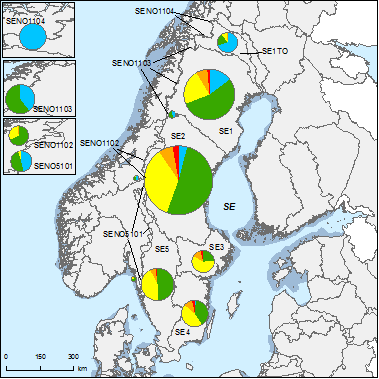 SENO1104
SENO1104
SE1TO
SENO1103
SENO1103
SENO1102
SENO5101
SE2
SE1
SENO1102
SE
SENO5101
SE5
SE3
SE4
0 150 300
km